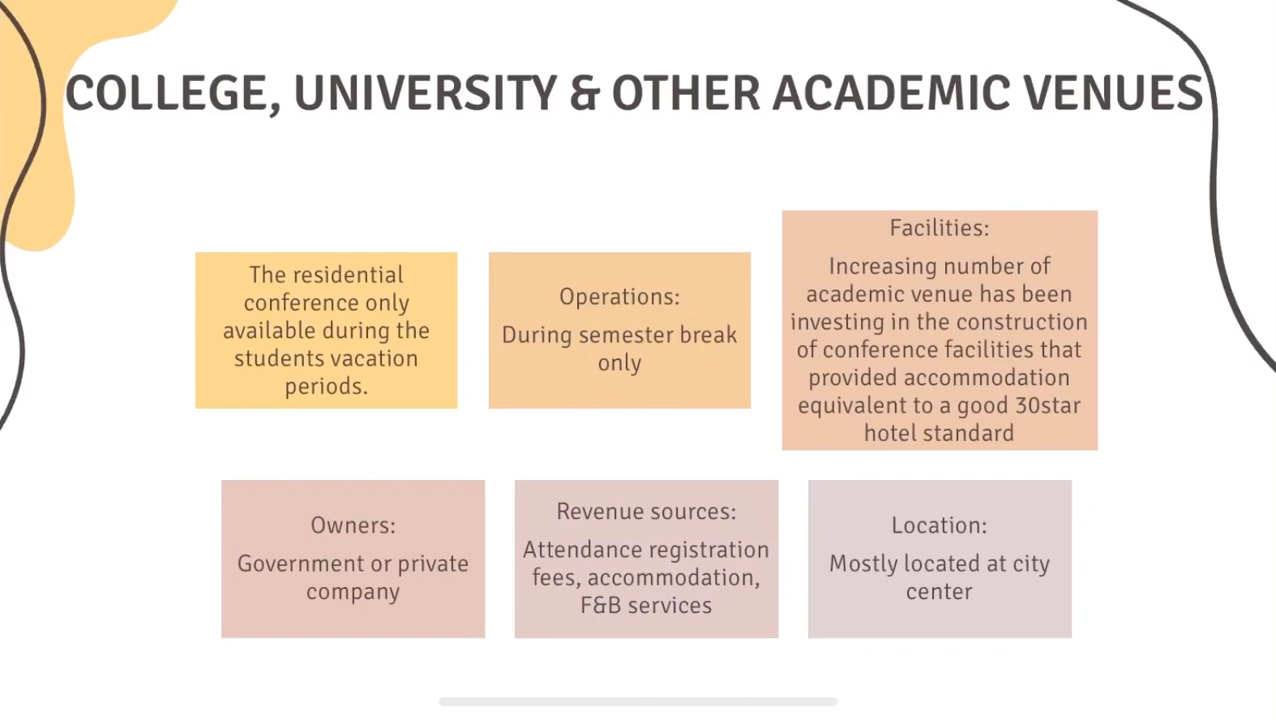 COLLEGE, UNIVERSITY & OTHER ACADEMIC VENUES
The residential
conference only
available during the
students vacation
periods.
Operations:
During semester break
only
Facilities:
Increasing number of
academic venue has been
investing in the construction
of conference facilities that
provided accommodation
equivalent to a good 30star
hotel standard
Owners:
Government or private
company
Revenue sources:
Attendance registration
fees, accommodation,
F&B services
Location:
Mostly located at city
center